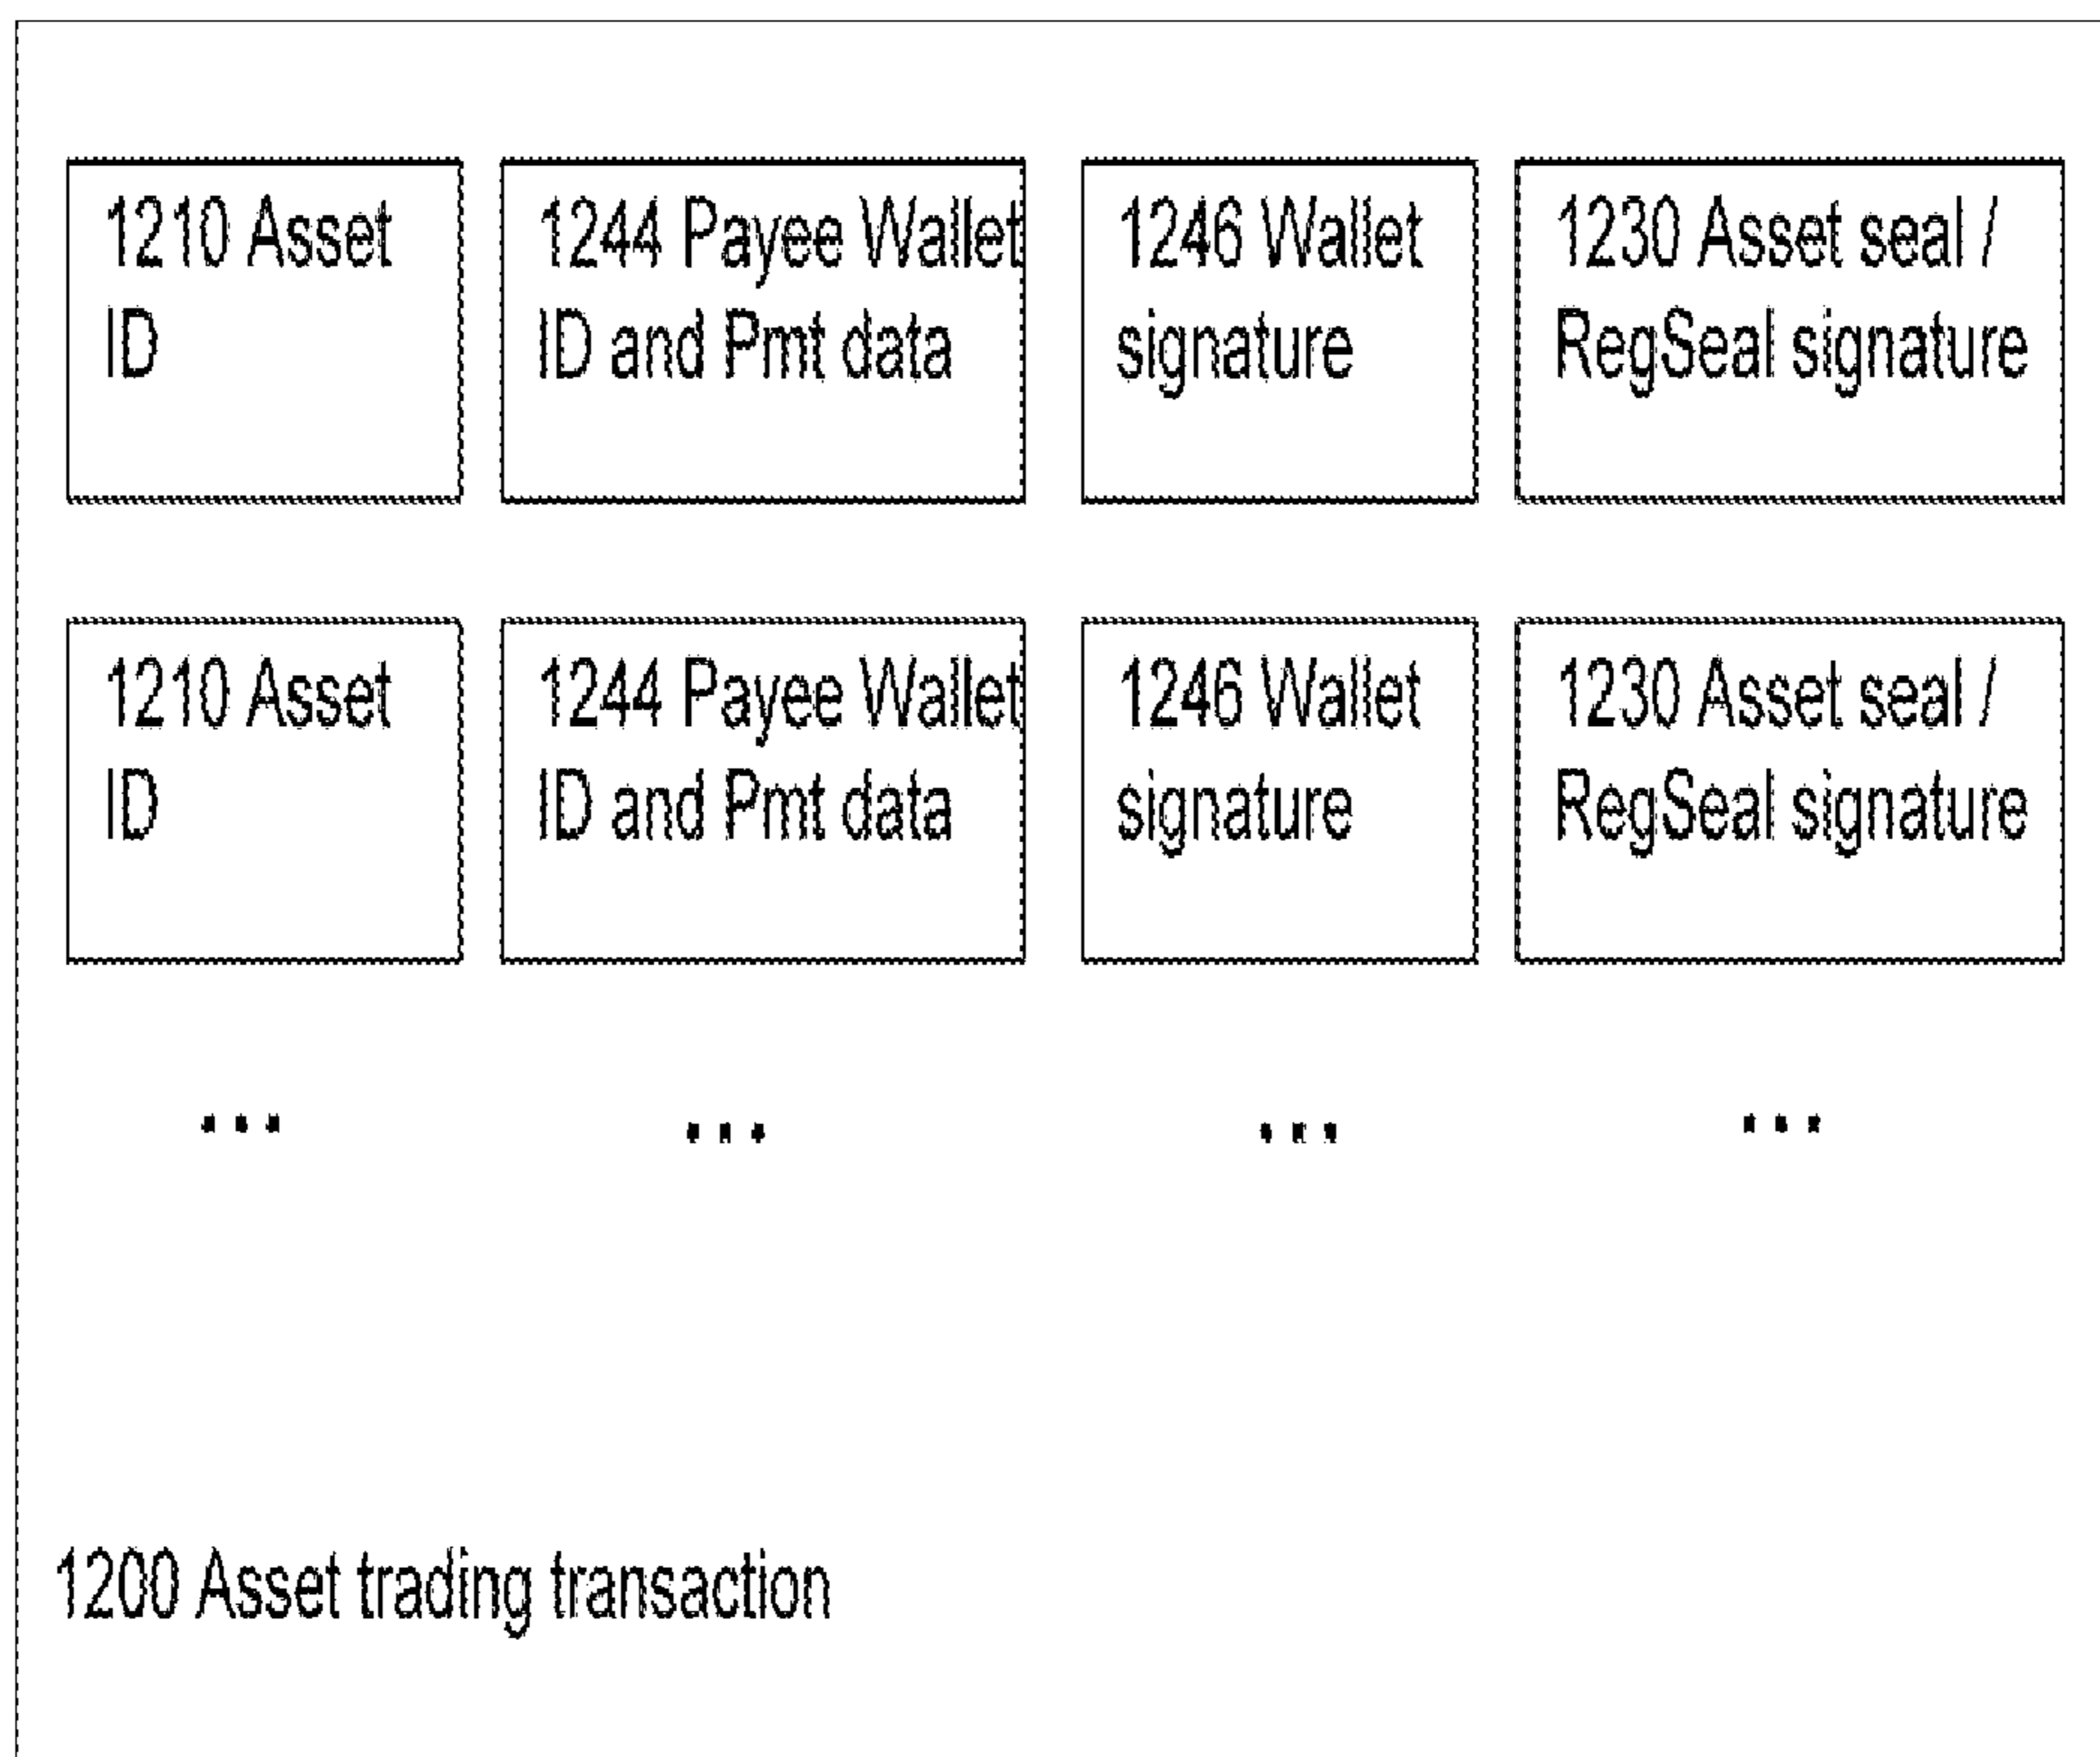 1210 Asset
ID
1244 Payee Wallet
ID and Pmt data
1246 Wallet
signature
1230 Asset seal /
RegSeal signature
1210 Asset
ID
1244 Payee Wallet
ID and Pmt data
1246 Wallet
signature
1230 Asset seal /
RegSeal signature
... ... ... ...
1200 Asset trading transaction